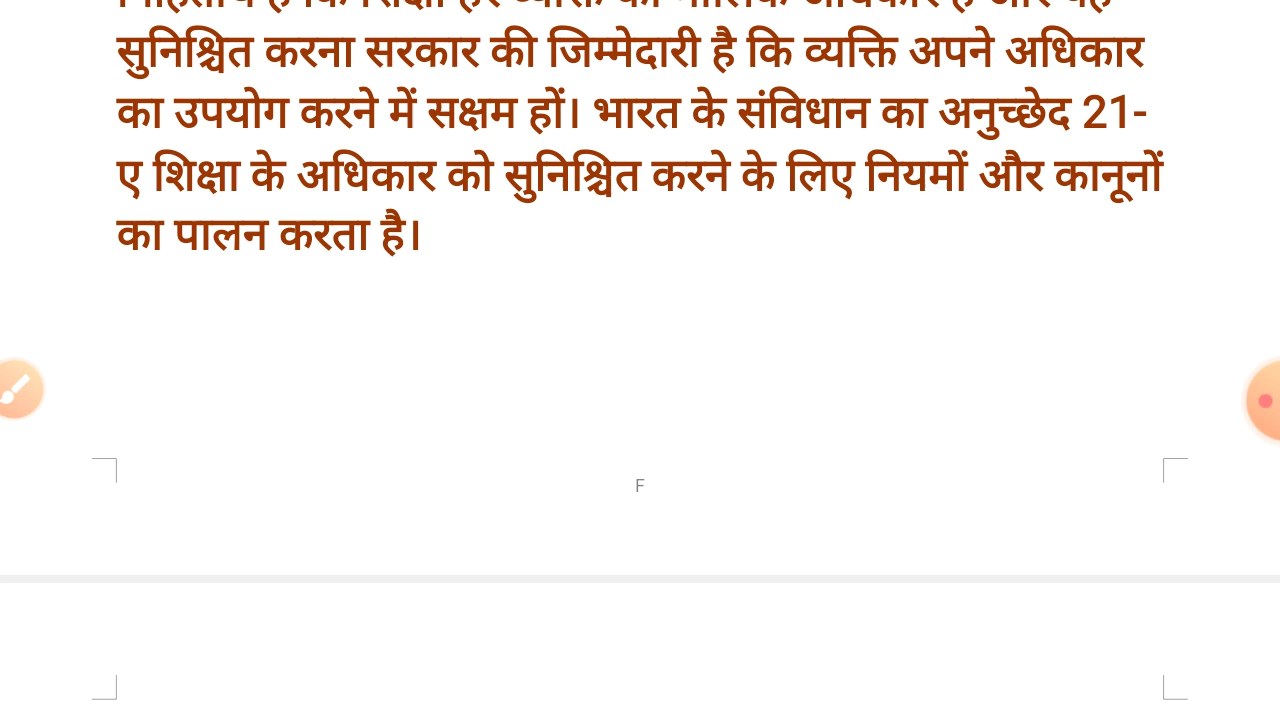 सुनिश्चित करना सरकार की जिम्मेदारी है कि व्यक्ति अपने अधिकार
का उपयोग करने में सक्षम हों। भारत के संविधान का अनुच्छेद 21-
ए शिक्षा के अधिकार को सुनिश्चित करने के लिए नियमों और कानूनों
का पालन करता है।
F